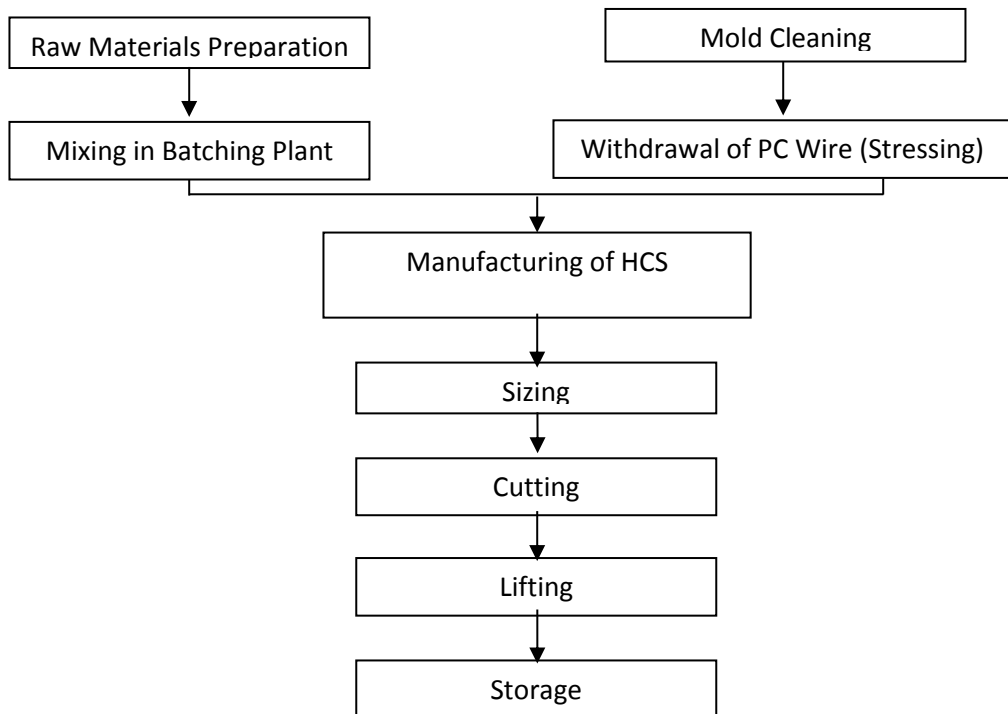 Raw Materials Preparation
Mold Cleaning
Mixing in Batching Plant
Withdrawal of PC Wire (Stressing)
Manufacturing of HCS
Sizing
Cutting
Lifting
Storage